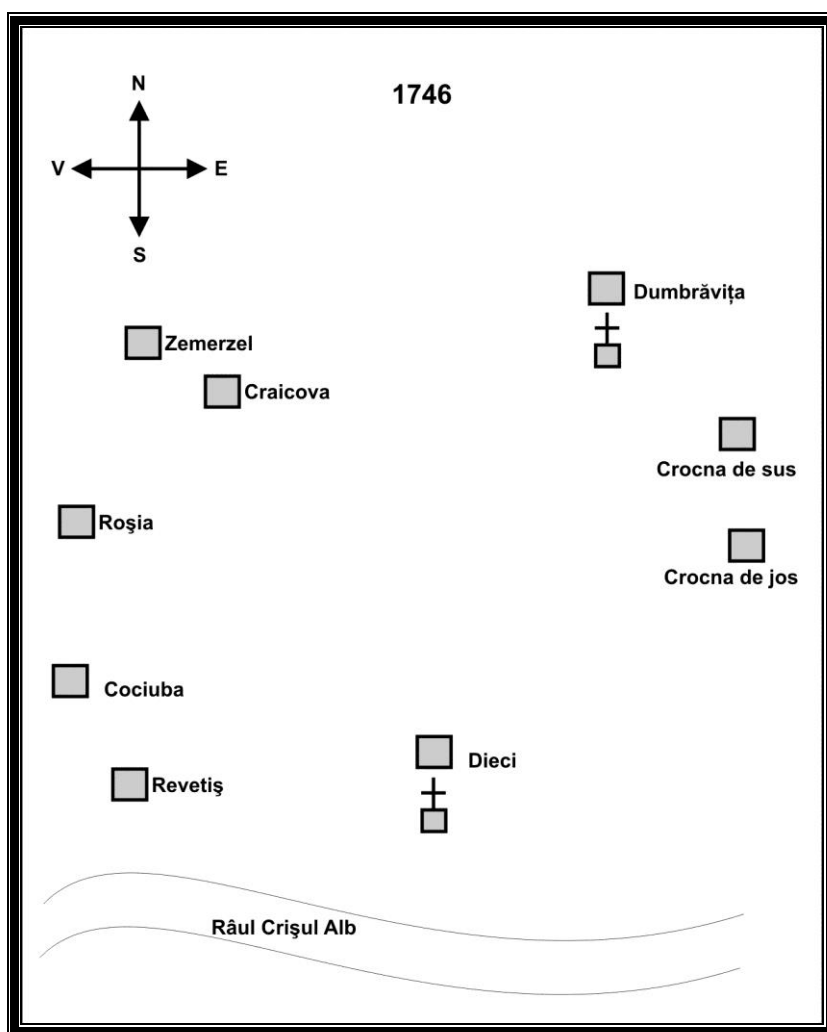 1746
N
V
E
S
Dumbrăvița
Zemerzel
Craicova
Crocna de sus
Roşia
Crocna de jos
Cociuba
Dieci
Revetiş
Râul Crişul Alb